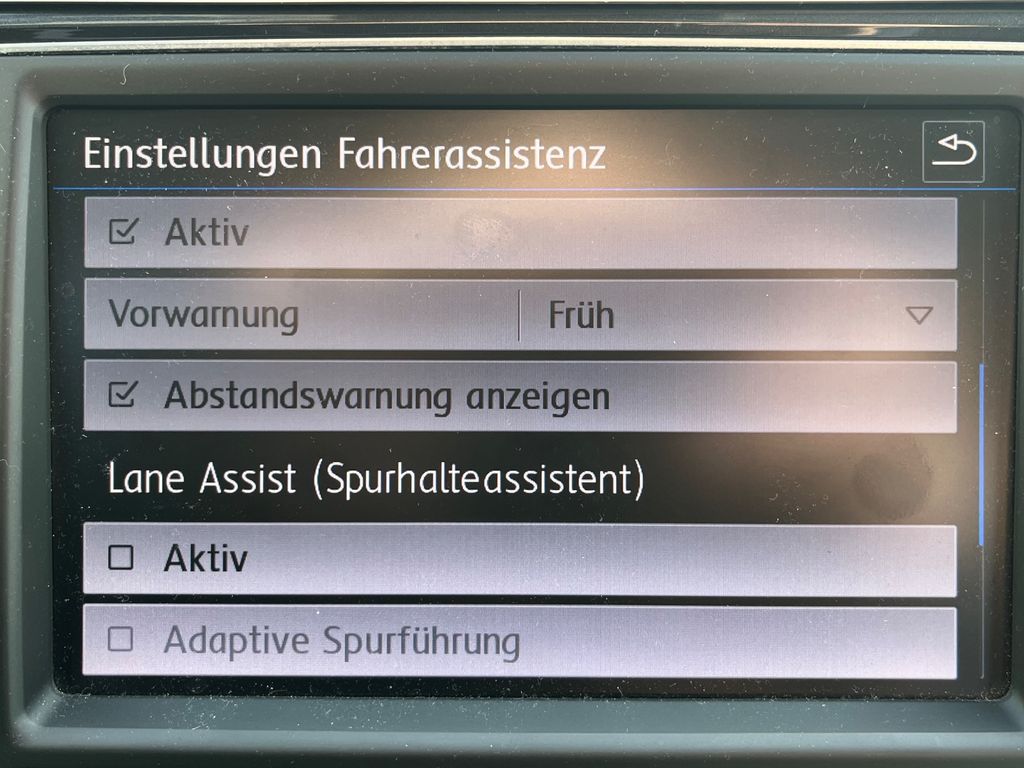 Einstellungen Fahrerassistenz
Aktiv
Vorwarnung Früh
Abstandswarnung anzeigen
Lane Assist (Spurhalteassistent)
Aktiv
Adaptive Spurführung